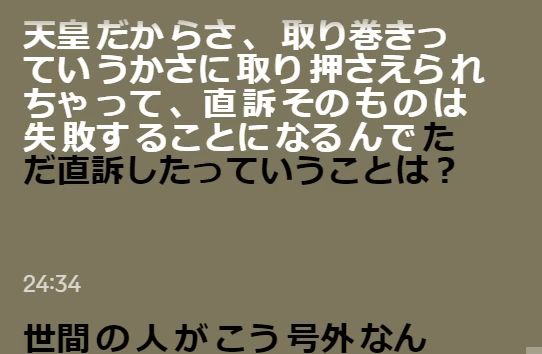 天皇だからさ、取り巻きっ
ていうかさに取り押さえられ
ちゃって、直訴そのものは
失敗することになるんでた
だ直訴したっていうことは？
24:34
世間の人がこう号外なん